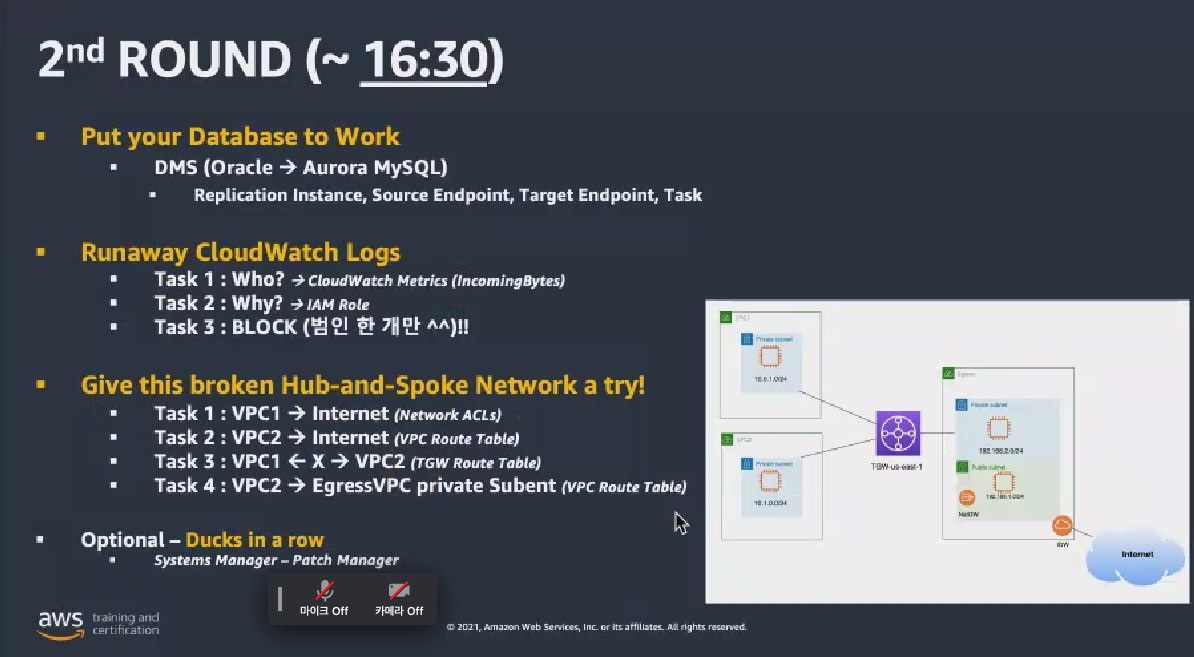 2nd ROUND (~ 16:30)
Put your Database to Work
DMS (Oracle → Aurora MySQL)
Replication Instance, Source Endpoint, Target Endpoint, Task
Runaway CloudWatch Logs
Task 1 : Who? → CloudWatch Metrics (IncomingBytes)
Task 2 : Why? → IAM Role
Task 3 : BLOCK (범인 한 개만 ^^)!!
Give this broken Hub-and-Spoke Network a try!
Task 1 : VPC1 → Internet (Network ACLs)
Task 2 : VPC2 → Internet (VPC Route Table)
Task 3 : VPC1 ← X → VPC2 (TGW Route Table)
Task 4 : VPC2 → EgressVPC private Subent (VPC Route Table)
Optional – Ducks in a row
Systems Manager – Patch Manager
VPC1
Private subnet
10.0.1.0/24
VPC2
Private subnet
10.1.0.0/24
TGW-us-east-1
Egress
Private subnet
192.168.2.0/24
Public subnet
192.168.1.0/24
NatGW
IGW
Internet
마이크 Off
카메라 Off
aws training and certification
© 2021, Amazon Web Services, Inc. or its affiliates. All rights reserved.